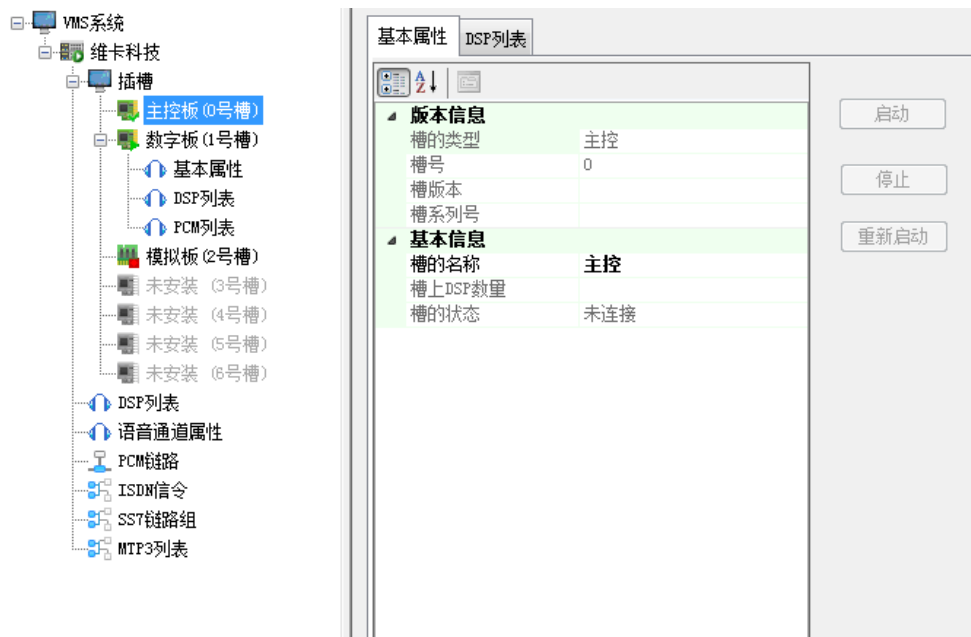 VMS系统
维卡科技
插槽
主控板(0号槽)
数字板(1号槽)
基本属性
DSP列表
PCM列表
模拟板(2号槽)
未安装 (3号槽)
未安装 (4号槽)
未安装 (5号槽)
未安装 (6号槽)
DSP列表
语音通道属性
PCM链路
ISDN信令
SS7链路组
MTP3列表
基本属性 DSP列表
版本信息
槽的类型 主控
槽号 0
槽版本
槽系列号
基本信息
槽的名称 主控
槽上DSP数量
槽的状态 未连接
启动
停止
重新启动